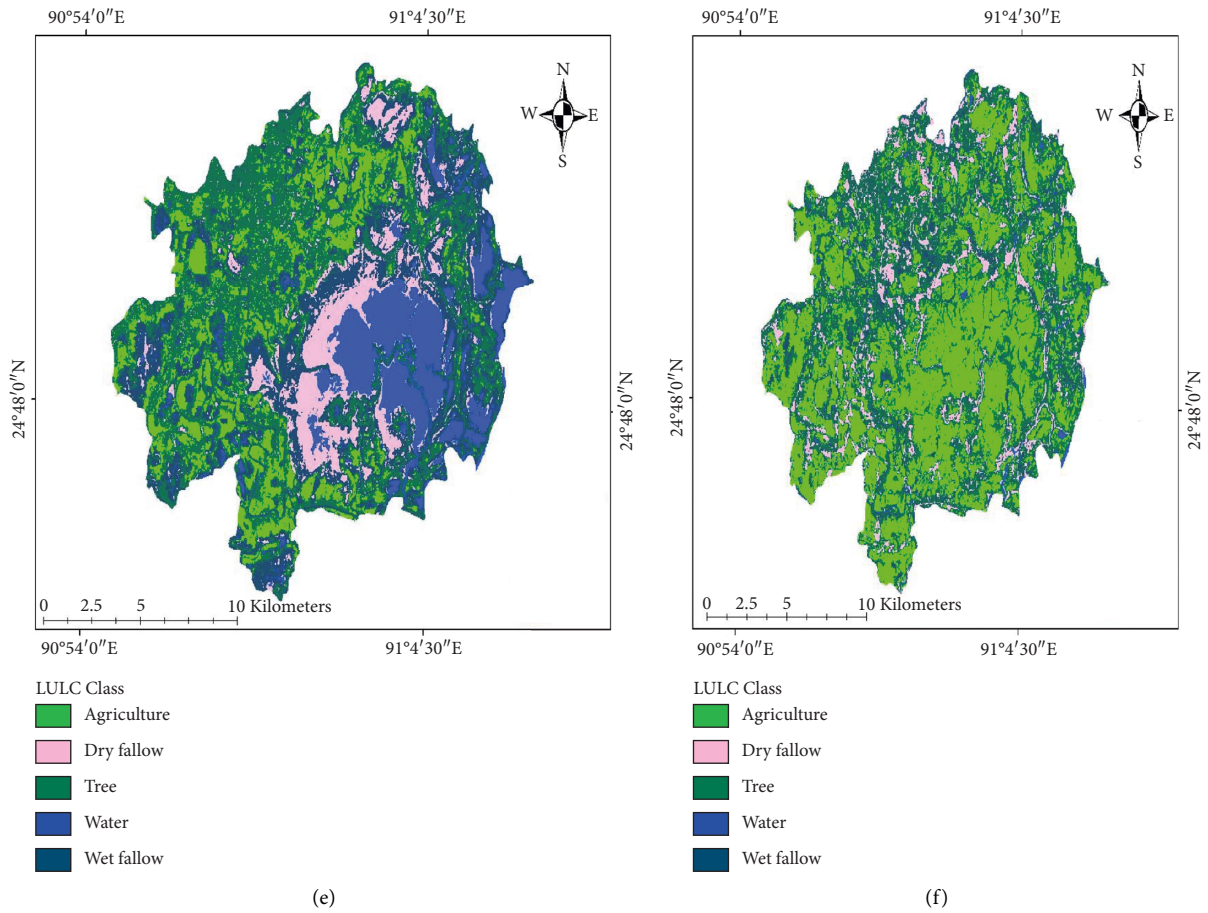 90°54′0″E 91°4′30″E
N
W E
S
24°48′0″N 24°48′0″N
0 2.5 5 10 Kilometers
90°54′0″E 91°4′30″E
LULC Class
Agriculture
Dry fallow
Tree
Water
Wet fallow
(e)
90°54′0″E 91°4′30″E
N
W E
S
24°48′0″N 24°48′0″N
0 2.5 5 10 Kilometers
90°54′0″E 91°4′30″E
LULC Class
Agriculture
Dry fallow
Tree
Water
Wet fallow
(f)